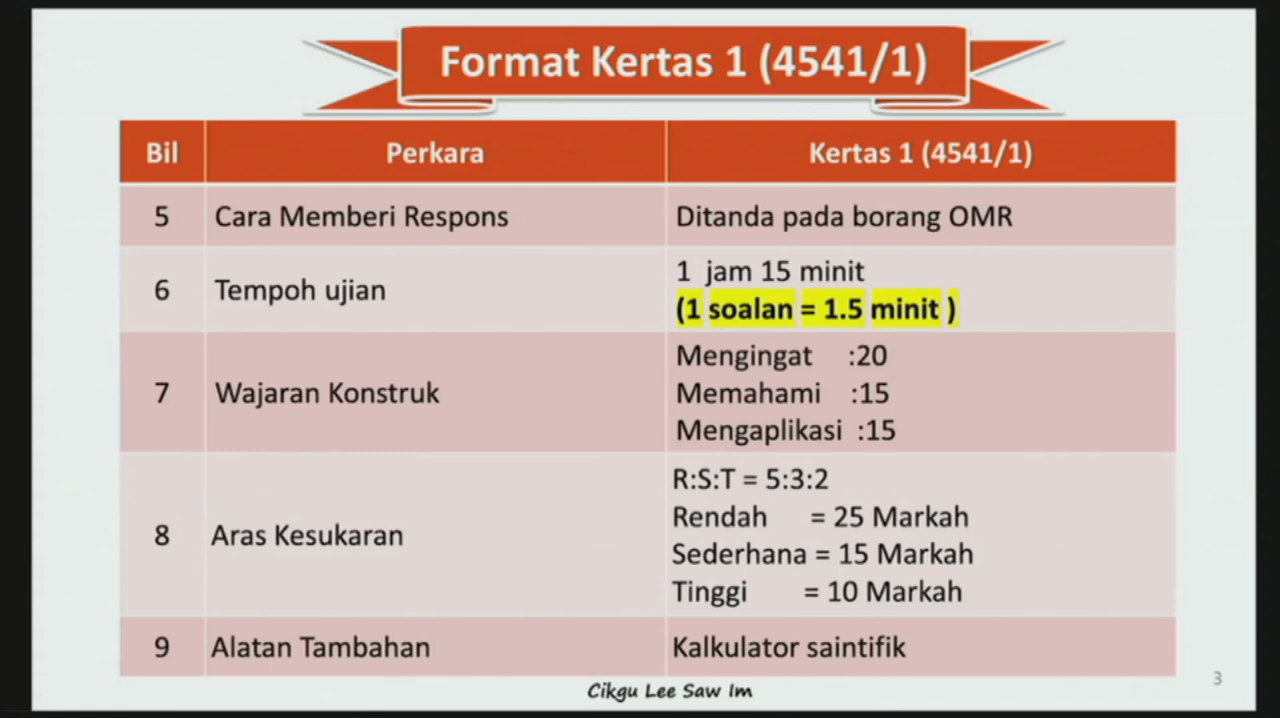 Format Kertas 1 (4541/1)
Bil Perkara Kertas 1 (4541/1)
5 Cara Memberi Respons Ditanda pada borang OMR
6 Tempoh ujian 1 jam 15 minit
(1 soalan = 1.5 minit )
7 Wajaran Konstruk Mengingat :20
Memahami :15
Mengaplikasi :15
8 Aras Kesukaran R:S:T = 5:3:2
Rendah = 25 Markah
Sederhana = 15 Markah
Tinggi = 10 Markah
9 Alatan Tambahan Kalkulator saintifik
Cikgu Lee Saw Im
3